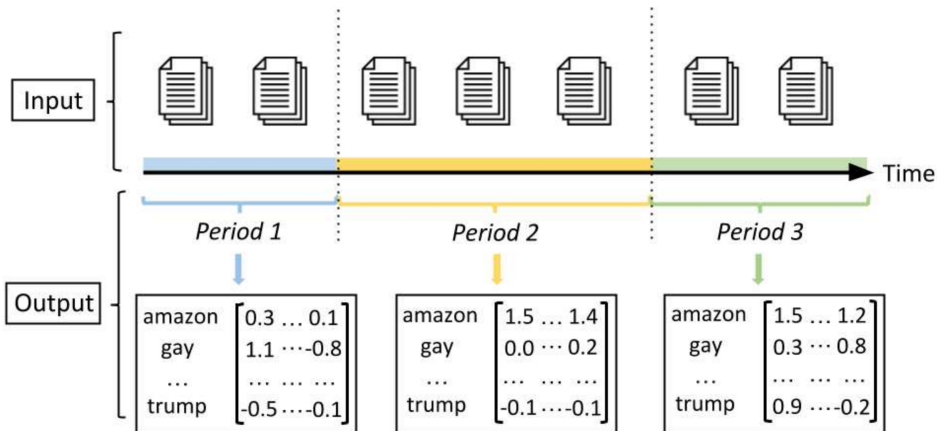 Input
Time
Output
Period 1
Period 2
Period 3
amazon 0.3 ... 0.1
gay 1.1 ...-0.8
... ... ... ...
trump -0.5 ...-0.1
amazon 1.5 ... 1.4
gay 0.0 ... 0.2
... ... ... ...
trump -0.1 ...-0.1
amazon 1.5 ... 1.2
gay 0.3 ... 0.8
... ... ... ...
trump 0.9 ...-0.2